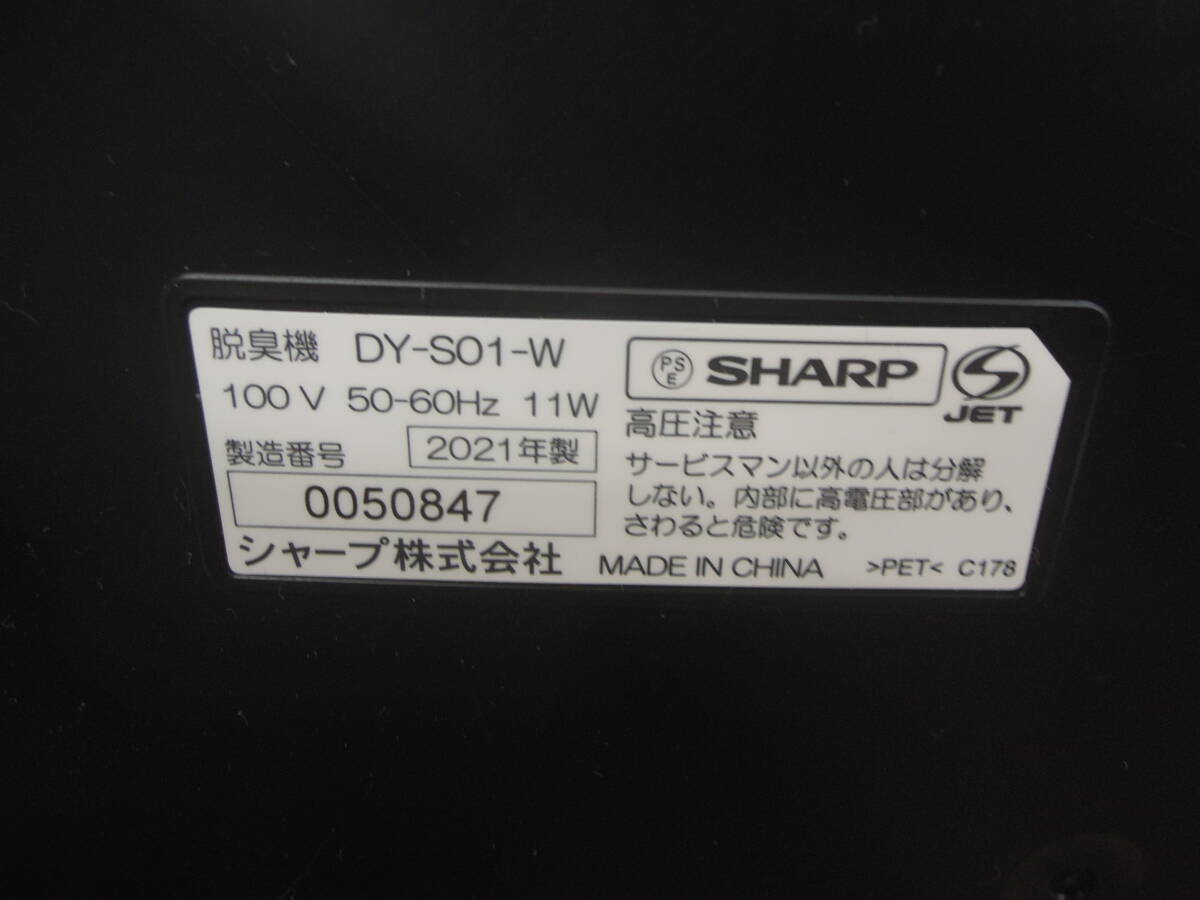 脱臭機 DY-S01-W
100V 50-60Hz 11W
製造番号 2021年製
0050847
シャープ株式会社
PSE SHARP
JET
高圧注意
サービスマン以外の人は分解
しない。内部に高電圧部があり、
さわると危険です。
MADE IN CHINA >PET< C178